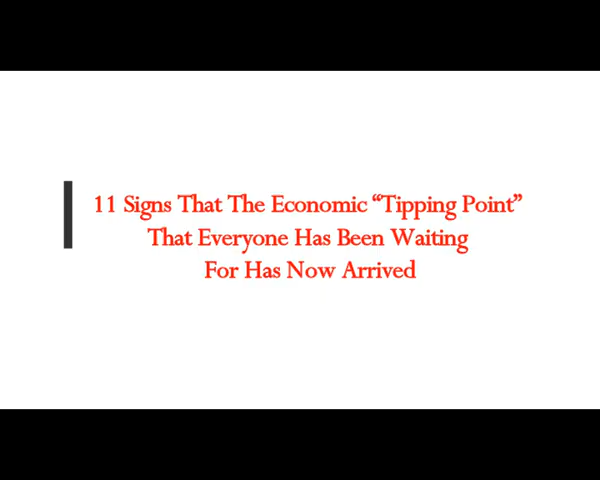 11 Signs That The Economic “Tipping Point”
That Everyone Has Been Waiting
For Has Now Arrived